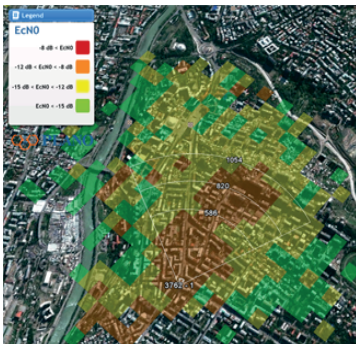 Legend
EcN0
-8 dB < EcN0
-12 dB < EcN0 < -8 dB
-15 dB < EcN0 < -12 dB
EcN0 < -15 dB
1054
820
586